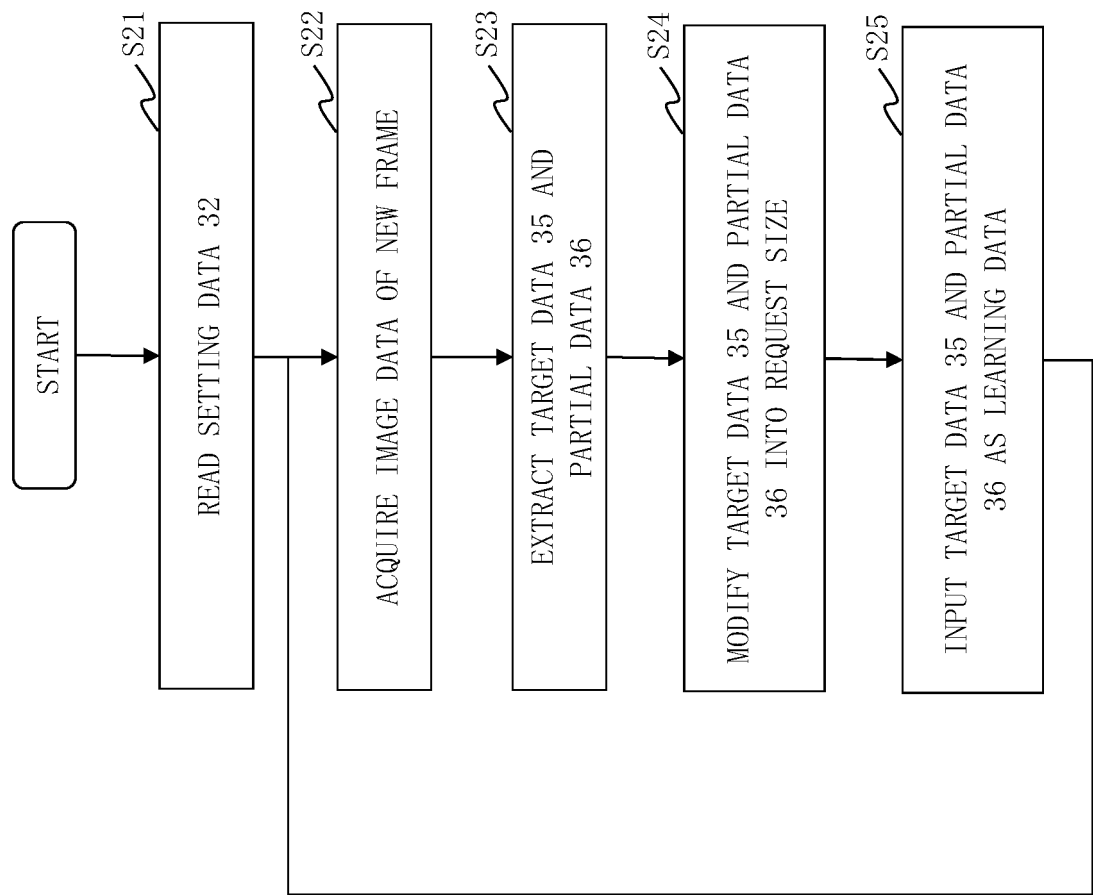 START
S21
READ SETTING DATA 32
S22
ACQUIRE IMAGE DATA OF NEW FRAME
S23
EXTRACT TARGET DATA 35 AND
PARTIAL DATA 36
S24
MODIFY TARGET DATA 35 AND PARTIAL DATA
36 INTO REQUEST SIZE
S25
INPUT TARGET DATA 35 AND PARTIAL DATA
36 AS LEARNING DATA